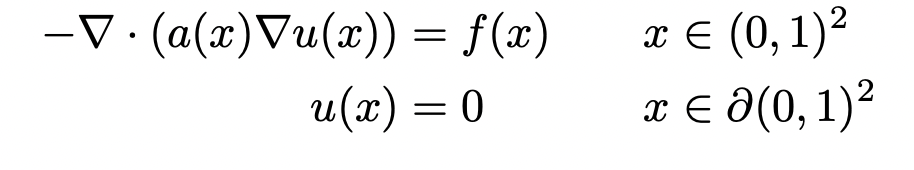 −∇ · (a(x)∇u(x)) = f(x) x ∈ (0, 1)²
u(x) = 0 x ∈ ∂(0, 1)²